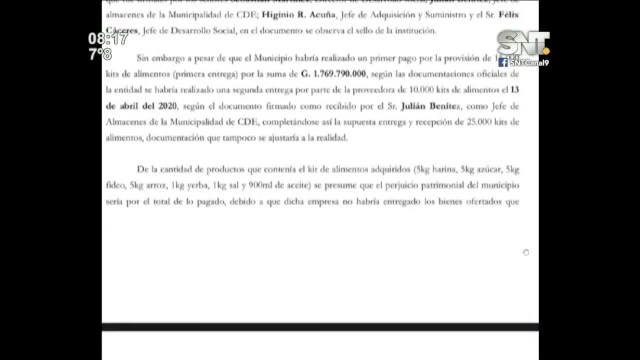 08:17
7°8
SNT
SNTCanal9
almacenes de la Municipalidad de CDE; Higinio R. Acuña, Jefe de Adquisición y Suministro y el Sr. Félix
Cáceres, Jefe de Desarrollo Social, en el documento se observa el sello de la institución.
Sin embargo a pesar de que el Municipio habría realizado un primer pago por la provisión de
kits de alimentos (primera entrega) por la suma de G. 1.769.790.000, según las documentaciones oficiales de
la entidad se habría realizado una segunda entrega por parte de la proveedora de 10.000 kits de alimentos el 13
de abril del 2020, según el documento firmado como recibido por el Sr. Julián Benítez, como Jefe de
Almacenes de la Municipalidad de CDE, completándose así la supuesta entrega y recepción de 25.000 kits de
alimentos, documentación que tampoco se ajustaría a la realidad.
De la cantidad de productos que contenía el kit de alimentos adquiridos (5kg harina, 5kg azúcar, 5kg
fideo, 5kg arroz, 1kg yerba, 1kg sal y 900ml de aceite) se presume que el perjuicio patrimonial del municipio
sería por el total de lo pagado, debido a que dicha empresa no habría entregado los bienes ofertados que